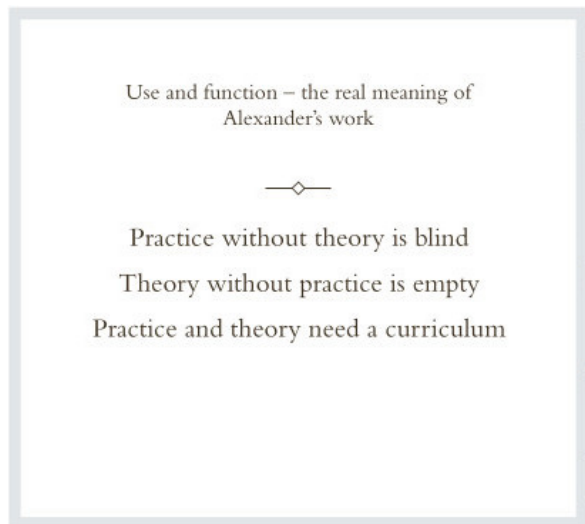 Use and function – the real meaning of
Alexander's work
Practice without theory is blind
Theory without practice is empty
Practice and theory need a curriculum